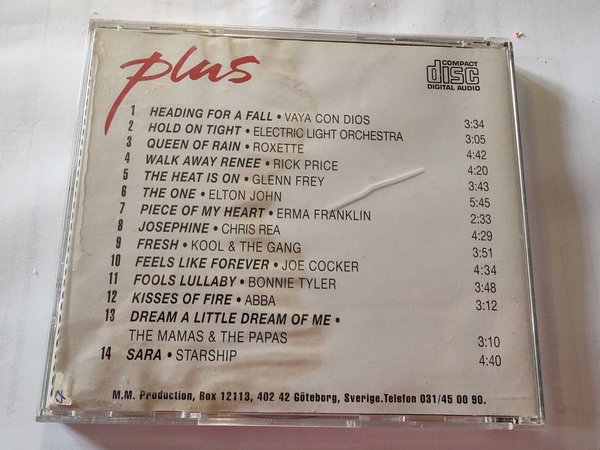 plus
COMPACT
disc
DIGITAL AUDIO
1 HEADING FOR A FALL • VAYA CON DIOS 3:34
2 HOLD ON TIGHT • ELECTRIC LIGHT ORCHESTRA 3:05
3 QUEEN OF RAIN • ROXETTE 4:42
4 WALK AWAY RENEE • RICK PRICE 4:20
5 THE HEAT IS ON • GLENN FREY 3:43
6 THE ONE • ELTON JOHN 5:45
7 PIECE OF MY HEART • ERMA FRANKLIN 2:33
8 JOSEPHINE • CHRIS REA 4:29
9 FRESH • KOOL & THE GANG 3:51
10 FEELS LIKE FOREVER • JOE COCKER 4:34
11 FOOLS LULLABY • BONNIE TYLER 3:48
12 KISSES OF FIRE • ABBA 3:12
13 DREAM A LITTLE DREAM OF ME •
THE MAMAS & THE PAPAS 3:10
14 SARA • STARSHIP 4:40
M.M. Production, Box 12113, 402 42 Göteborg, Sverige.Telefon 031/45 00 90.